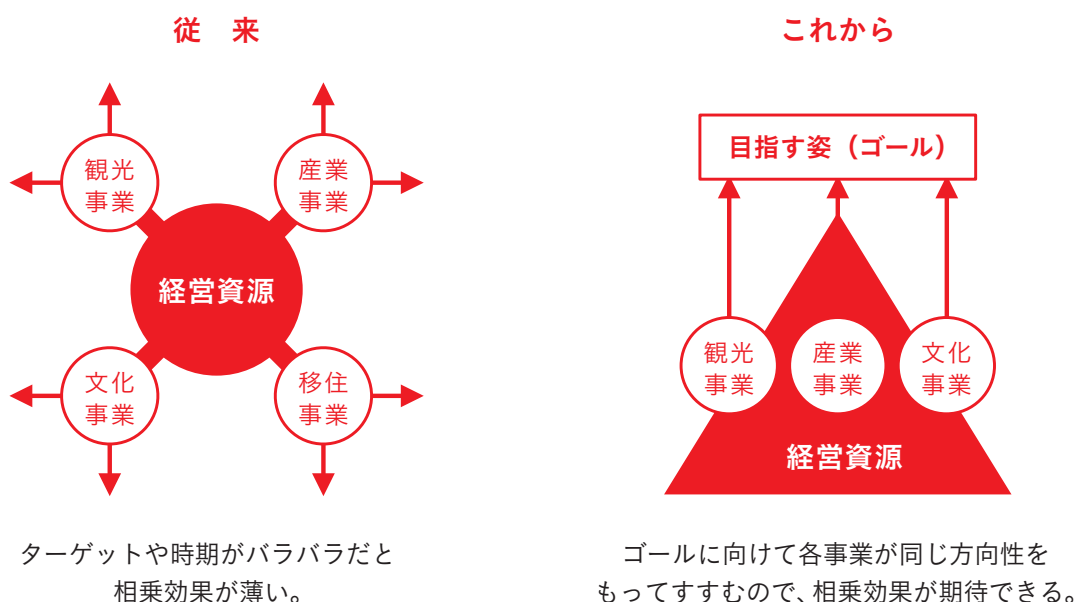 従 来
観光
事業
産業
事業
経営資源
文化
事業
移住
事業
ターゲットや時期がバラバラだと
相乗効果が薄い。
これから
目指す姿（ゴール）
観光
事業
産業
事業
文化
事業
経営資源
ゴールに向けて各事業が同じ方向性を
もってすすむので、相乗効果が期待できる。